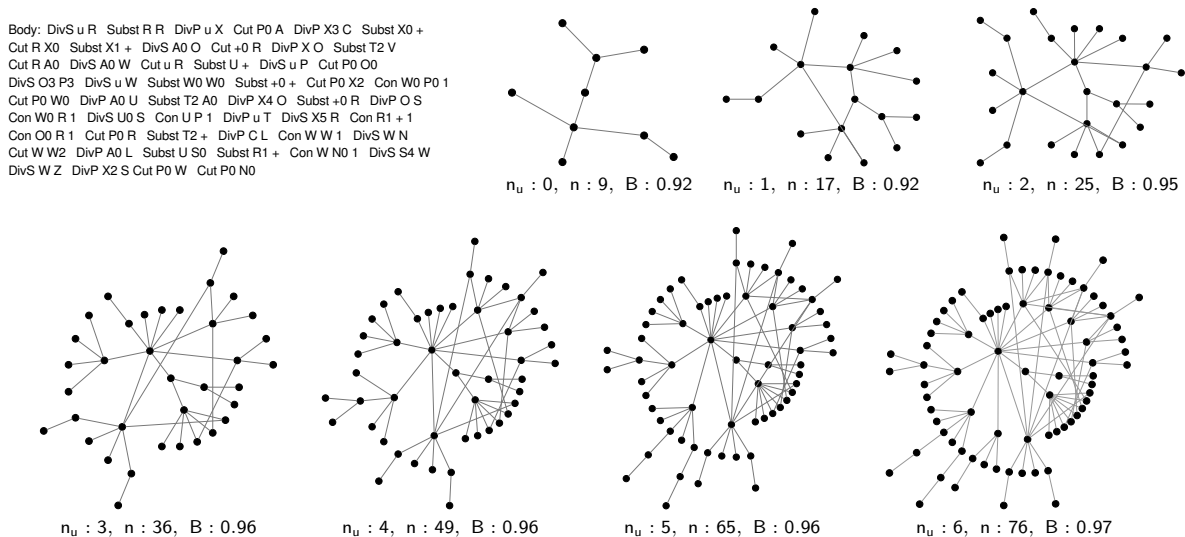 Body: DivS u R Subst R R DivP u X Cut P0 A DivP X3 C Subst X0 +
Cut R X0 Subst X1 + DivS A0 O Cut +0 R DivP X O Subst T2 V
Cut R A0 DivS A0 W Cut u R Subst U + DivS u P Cut P0 O0
DivS O3 P3 DivS u W Subst W0 W0 Subst +0 + Cut P0 X2 Con W0 P0 1
Cut P0 W0 DivP A0 U Subst T2 A0 DivP X4 O Subst +0 R DivP O S
Con W0 R 1 DivS U0 S Con U P 1 DivP u T DivS X5 R Con R1 + 1
Con O0 R 1 Cut P0 R Subst T2 + DivP C L Con W W 1 DivS W N
Cut W W2 DivP A0 L Subst U S0 Subst R1 + Con W N0 1 DivS S4 W
DivS W Z DivP X2 S Cut P0 W Cut P0 N0
nu : 0, n : 9, B : 0.92
nu : 1, n : 17, B : 0.92
nu : 2, n : 25, B : 0.95
nu : 3, n : 36, B : 0.96
nu : 4, n : 49, B : 0.96
nu : 5, n : 65, B : 0.96
nu : 6, n : 76, B : 0.97